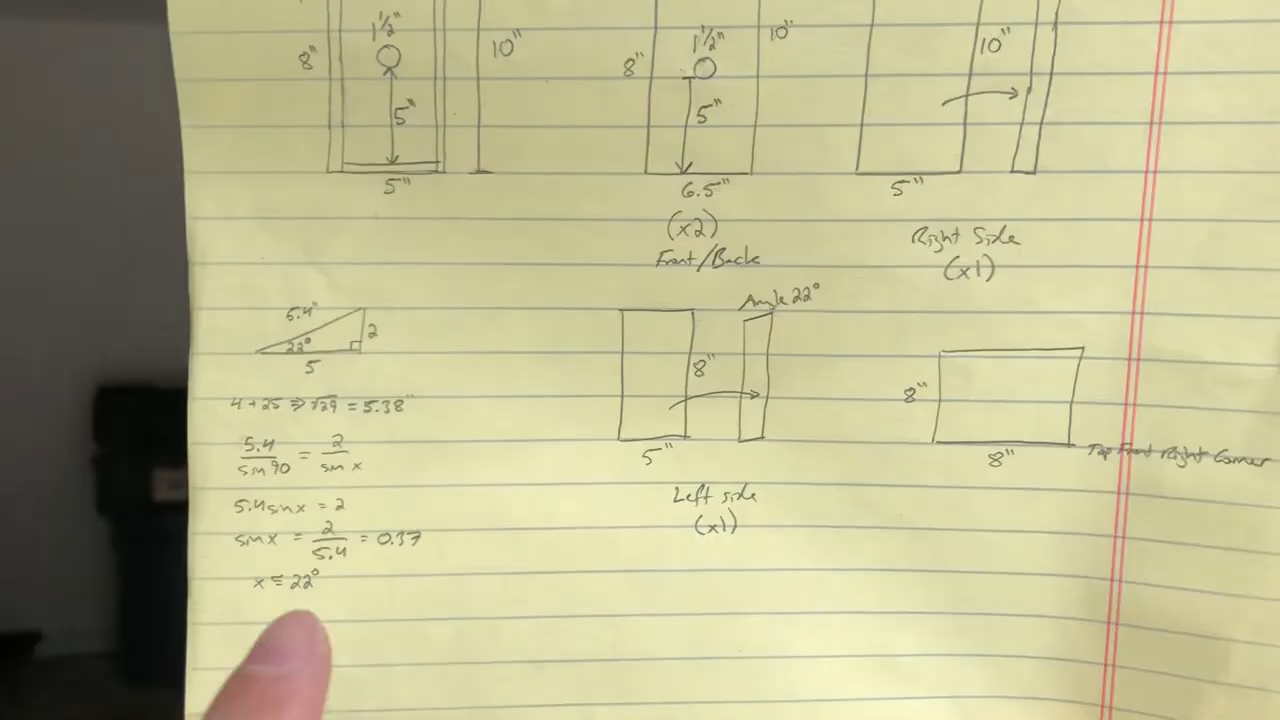 1½"
8"
10"
5"
5"
1½"
8"
10"
5"
6.5"
(x2)
Front/Back
10"
5"
Right Side
(x1)
5.4"
22°
2
5
4 + 25 ⇒ √29 = 5.38"
5.4/sin 90 = 2/sin x
5.4 sin x = 2
sin x = 2/5.4 = 0.37
x = 22°
Angle 22°
8"
5"
Left side
(x1)
8"
8"
Top Front Right Corner